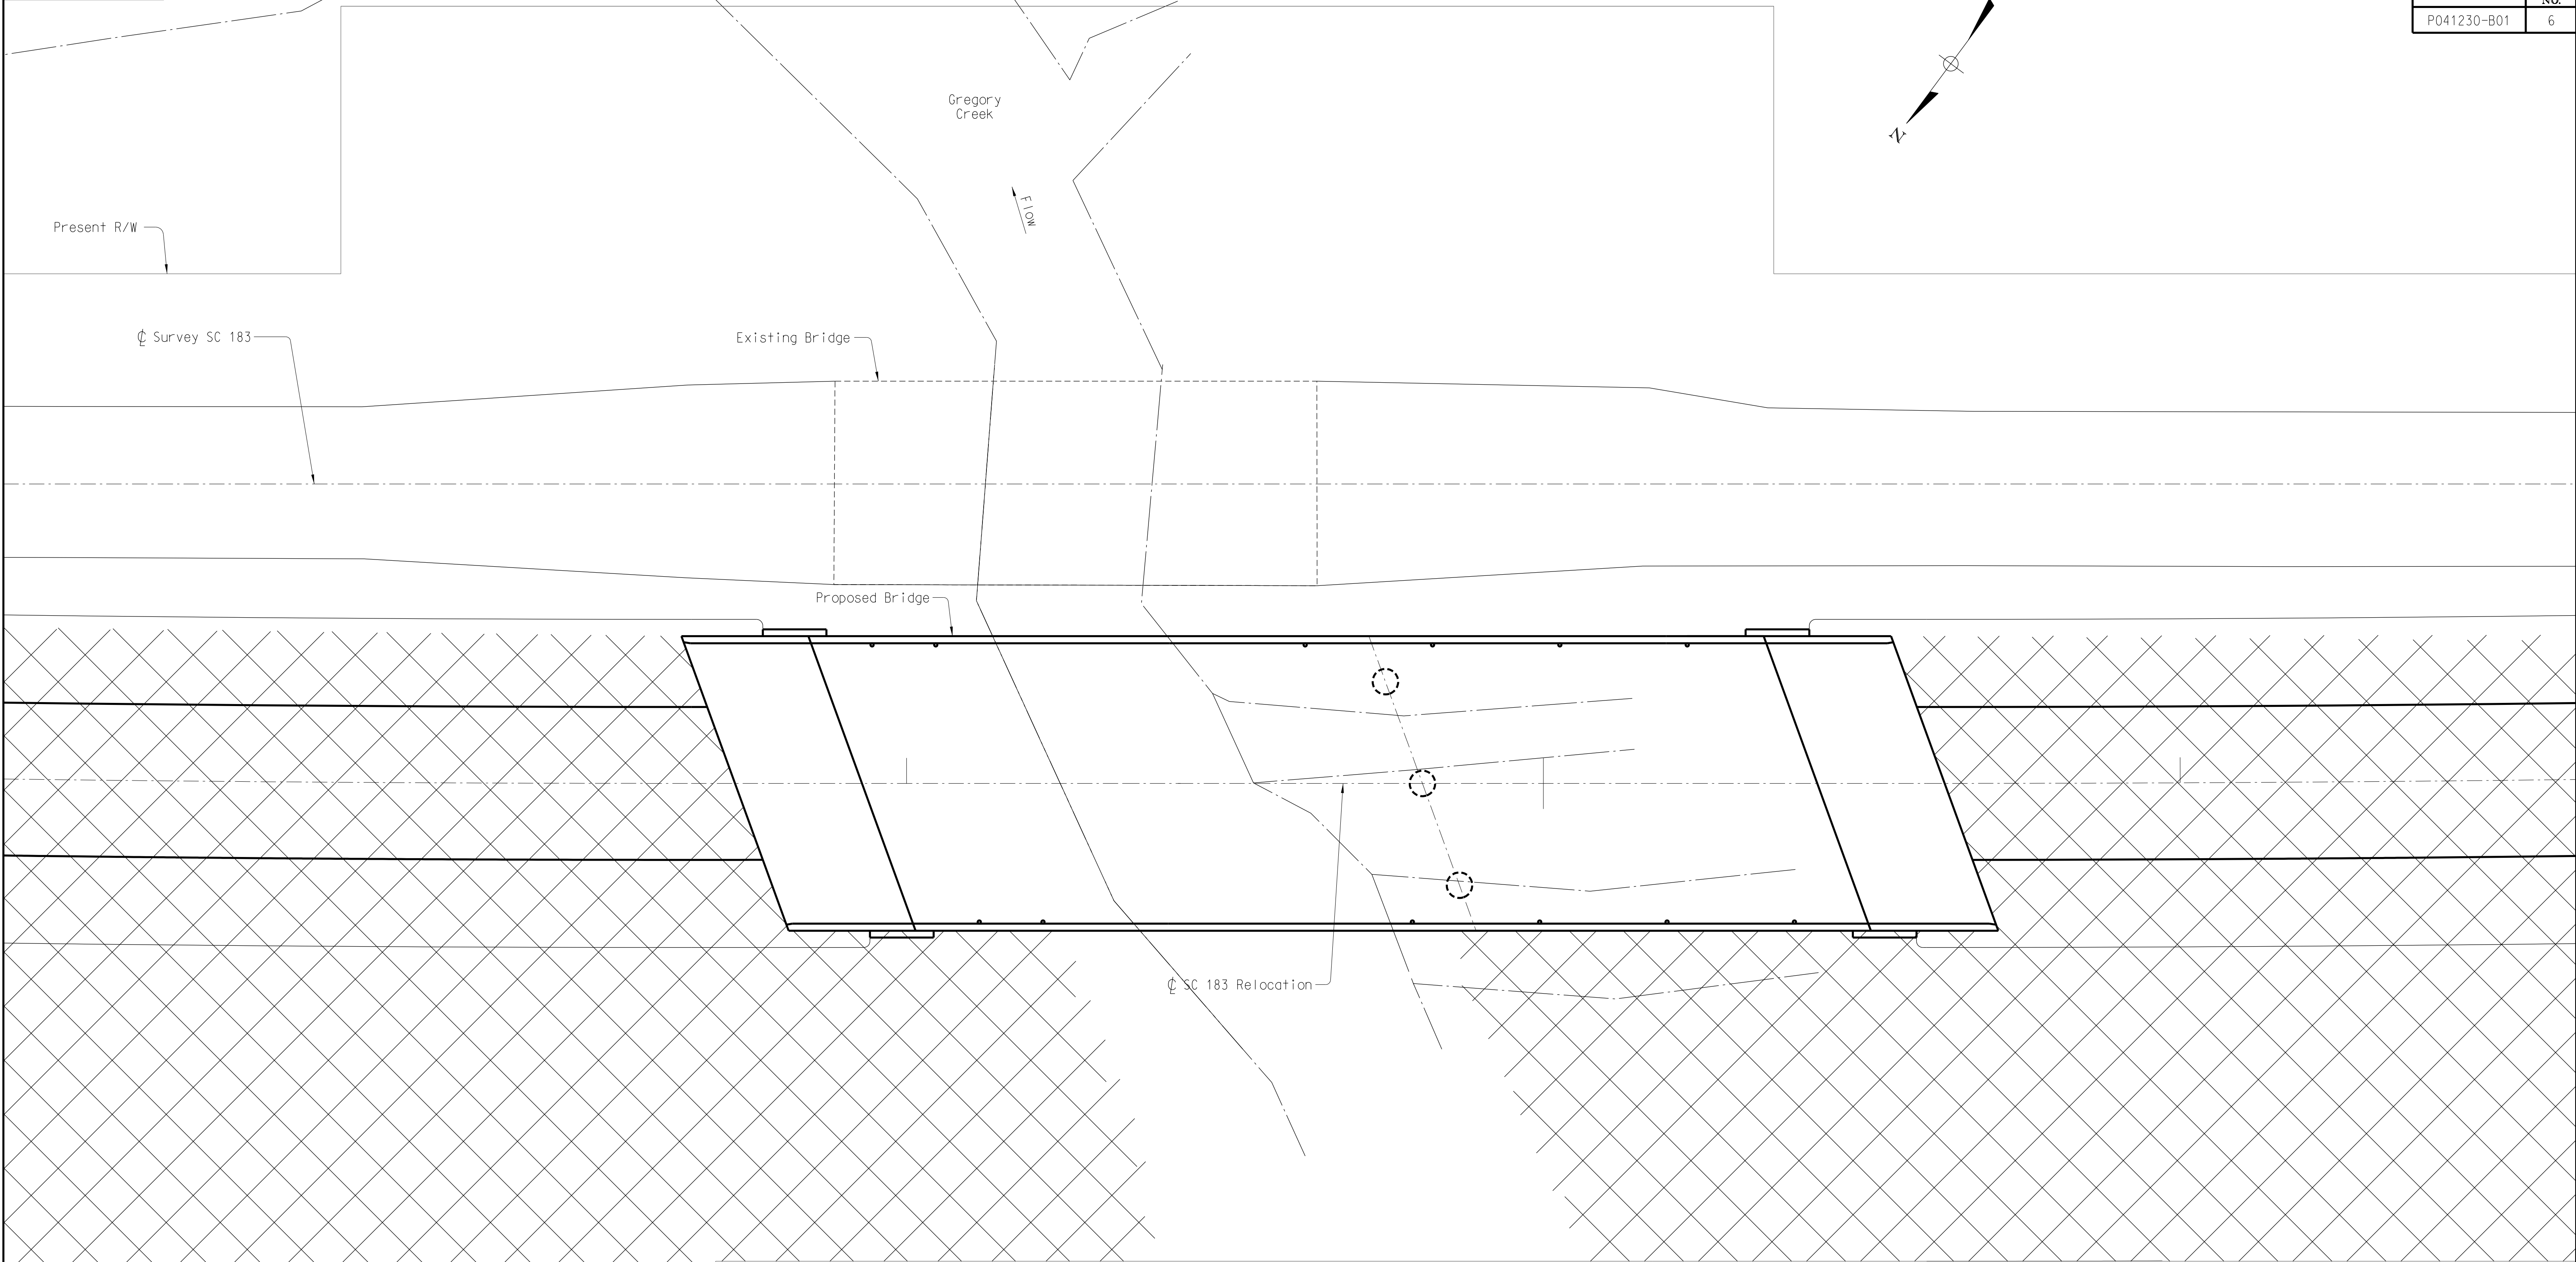 No.
P041230-B01 6
Gregory
Creek
N
Flow
Present R/W
℄ Survey SC 183
Existing Bridge
Proposed Bridge
℄ SC 183 Relocation